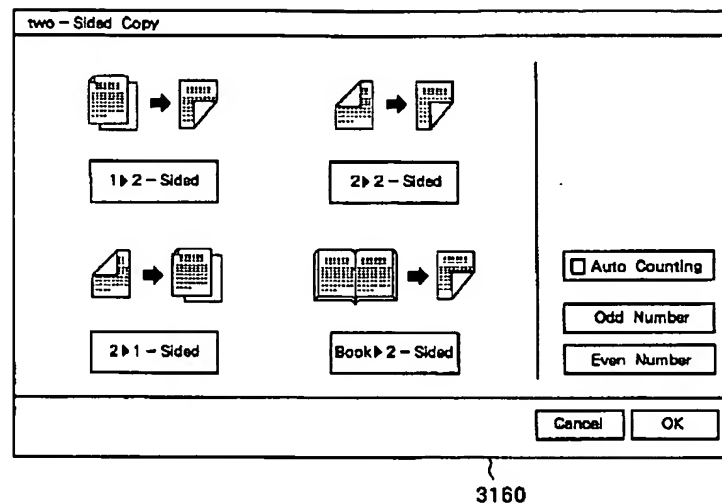 two-Sided Copy
1▶2-Sided
2▶2-Sided
2▶1-Sided
Book▶2-Sided
Auto Counting
Odd Number
Even Number
Cancel
OK
3160